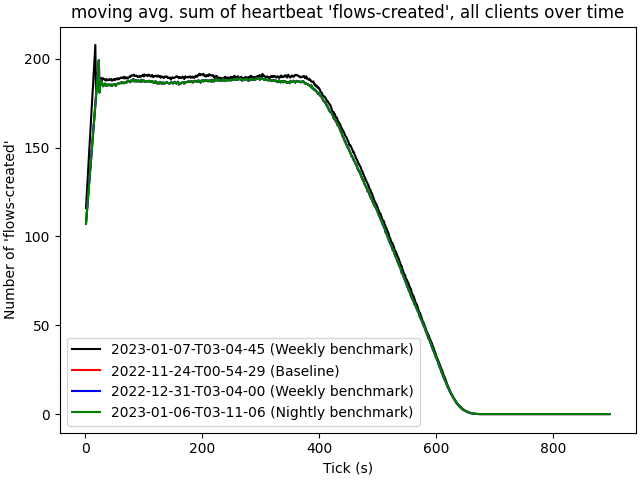 moving avg. sum of heartbeat 'flows-created', all clients over time
Number of 'flows-created'
200
150
100
50
0
2023-01-07-T03-04-45 (Weekly benchmark)
2022-11-24-T00-54-29 (Baseline)
2022-12-31-T03-04-00 (Weekly benchmark)
2023-01-06-T03-11-06 (Nightly benchmark)
0 200 400 600 800
Tick (s)